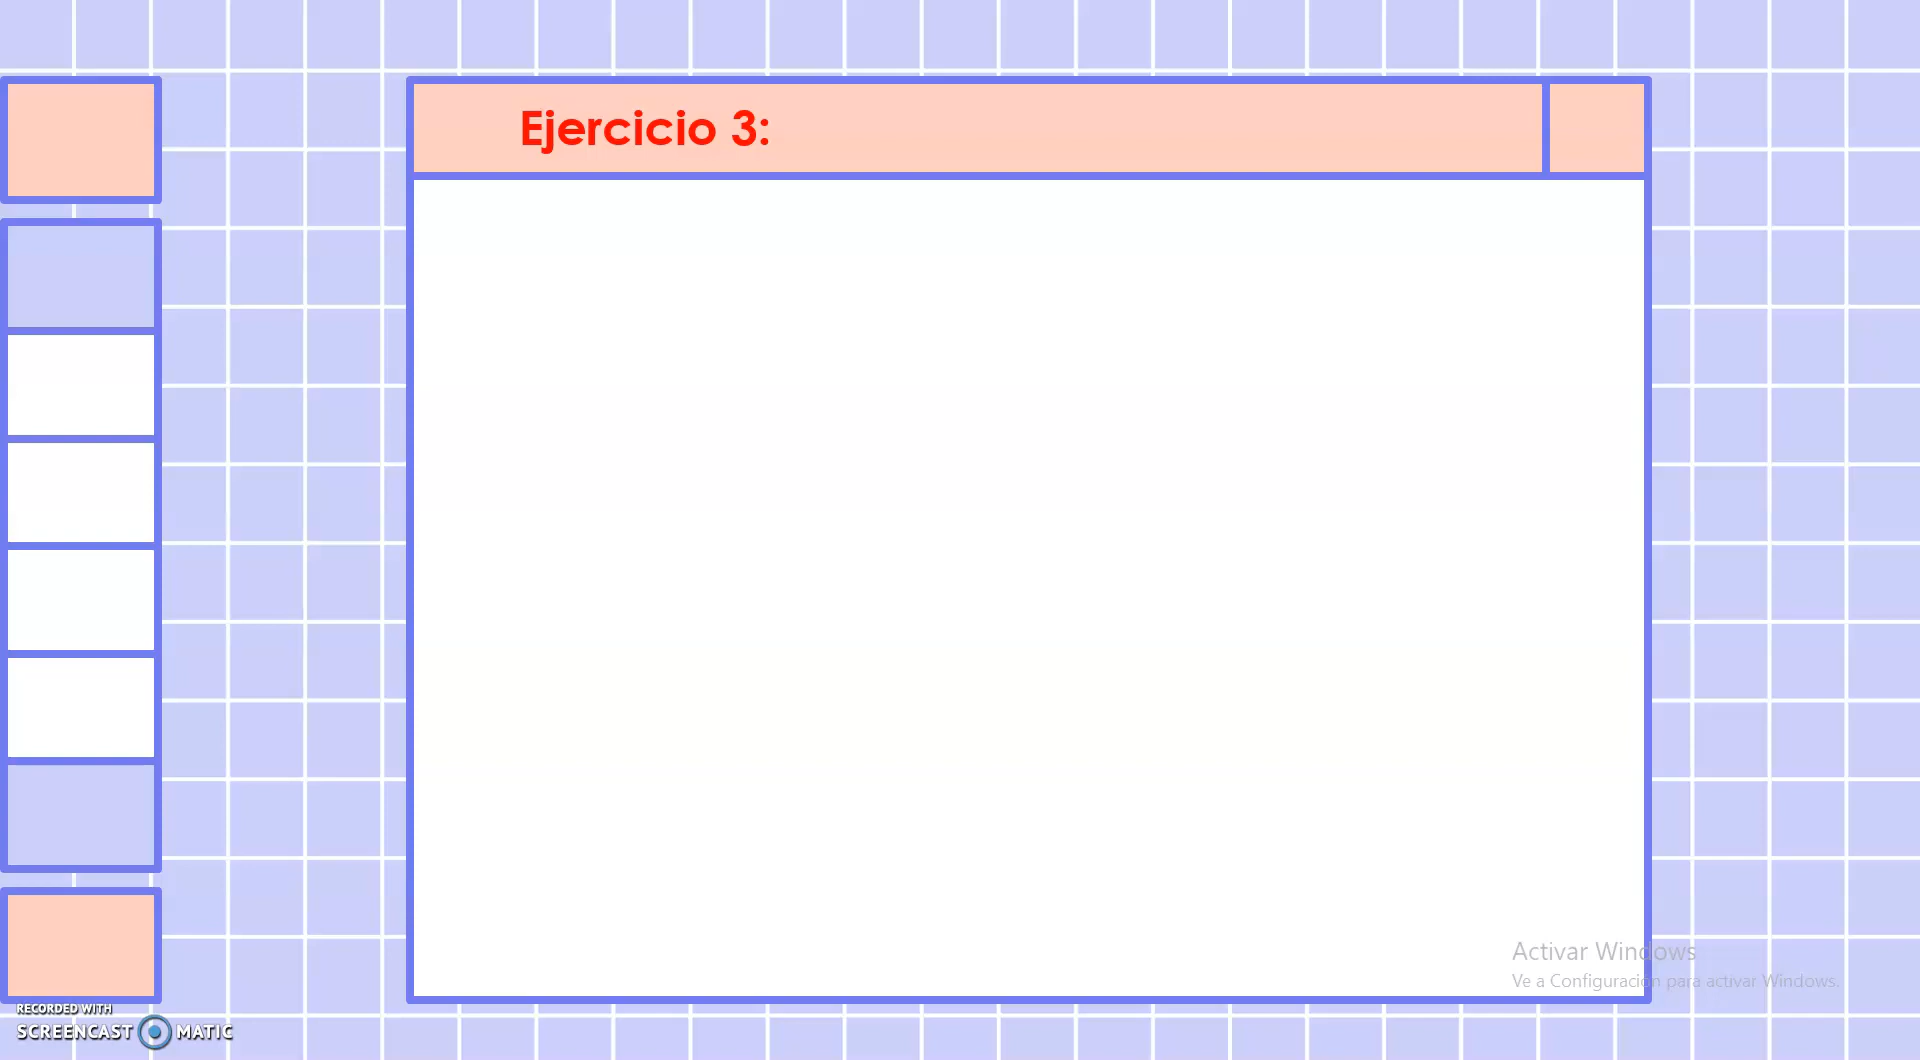 Ejercicio 3:
Activar Windows
Ve a Configuración para activar Windows.
RECORDED WITH
SCREENCAST MATIC